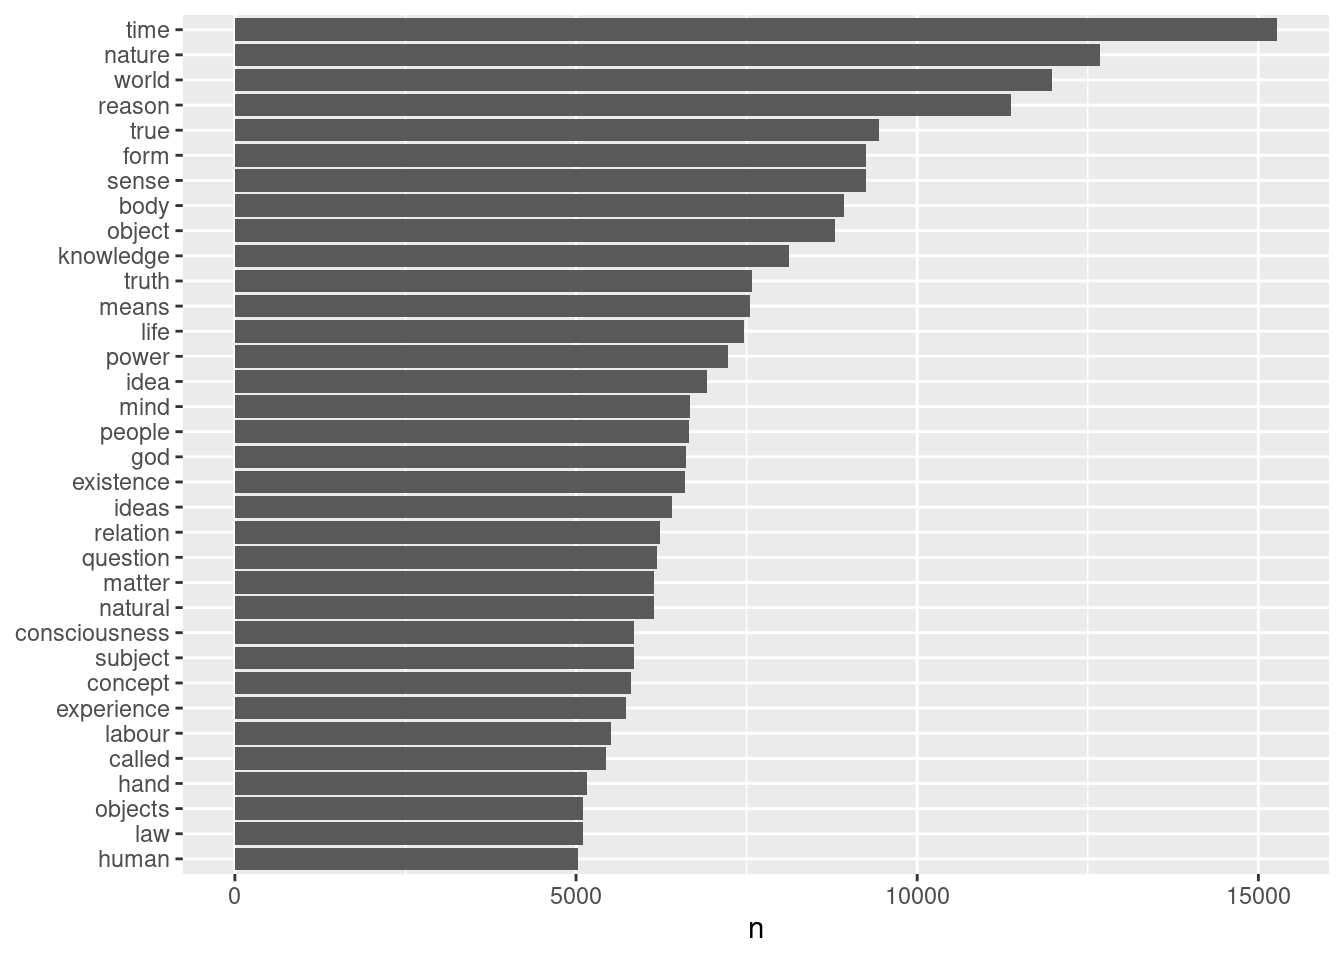 time
nature
world
reason
true
form
sense
body
object
knowledge
truth
means
life
power
idea
mind
people
god
existence
ideas
relation
question
matter
natural
consciousness
subject
concept
experience
labour
called
hand
objects
law
human
0 5000 10000 15000
n